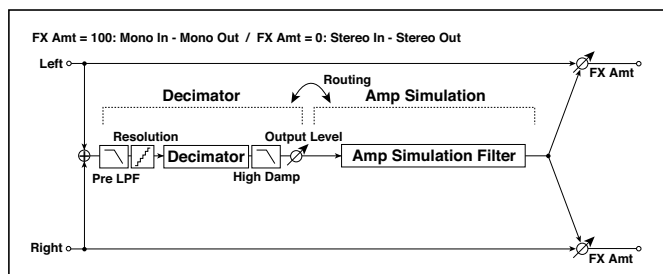 FX Amt = 100: Mono In - Mono Out / FX Amt = 0: Stereo In - Stereo Out
Left
FX Amt
Routing
Decimator
Amp Simulation
Resolution
Output Level
Decimator
Amp Simulation Filter
Pre LPF
High Damp
Right
FX Amt